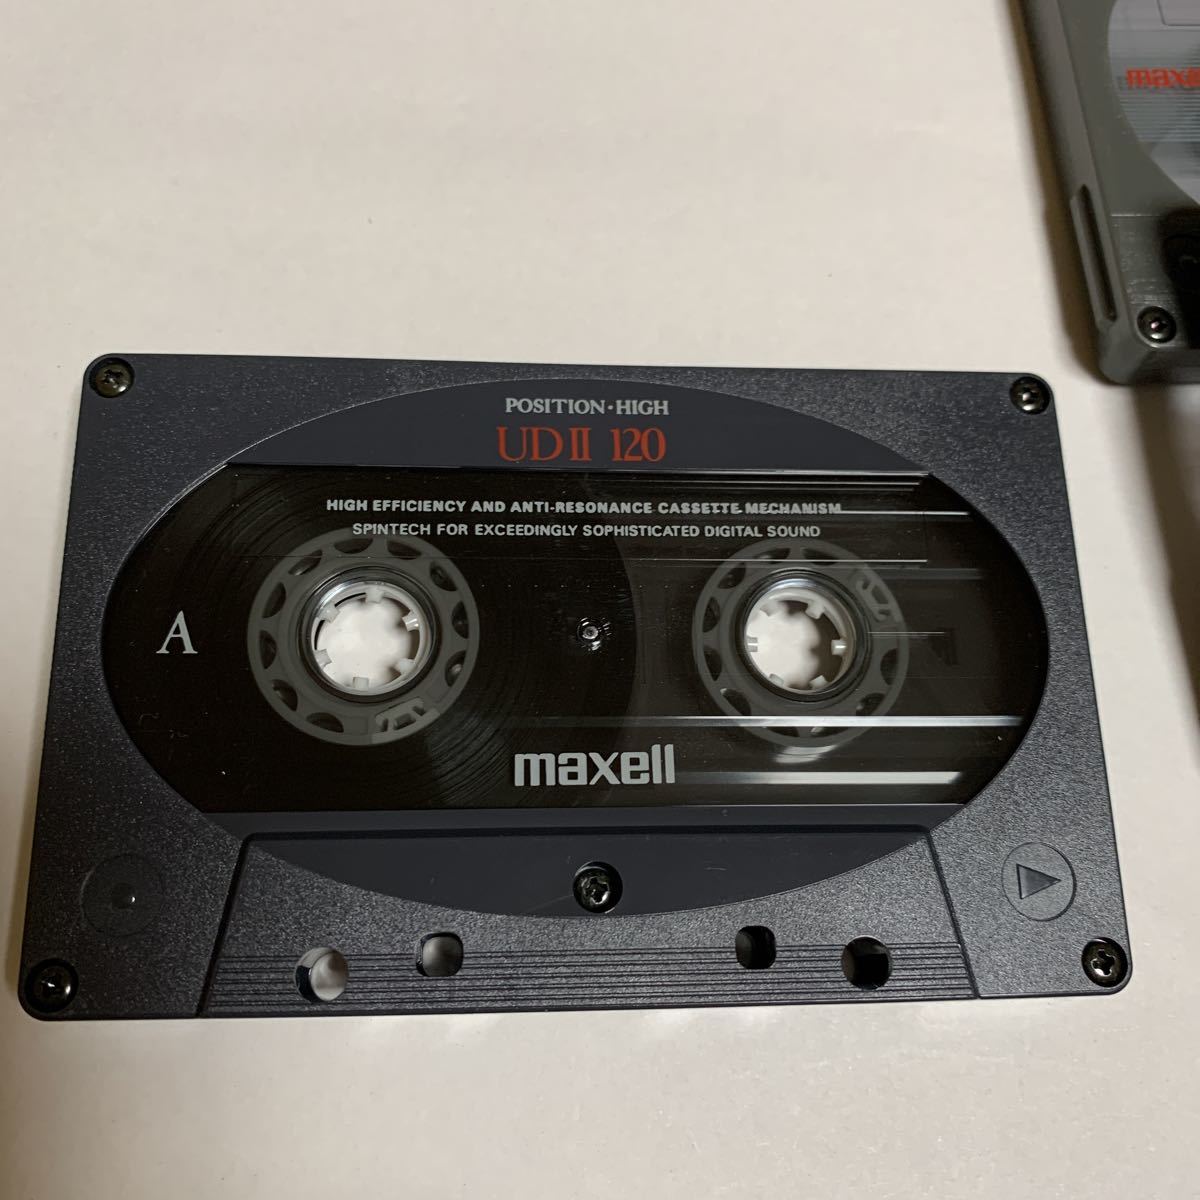 POSITION·HIGH
UDII 120
HIGH EFFICIENCY AND ANTI-RESONANCE CASSETTE MECHANISM
SPINTECH FOR EXCEEDINGLY SOPHISTICATED DIGITAL SOUND
A
maxell